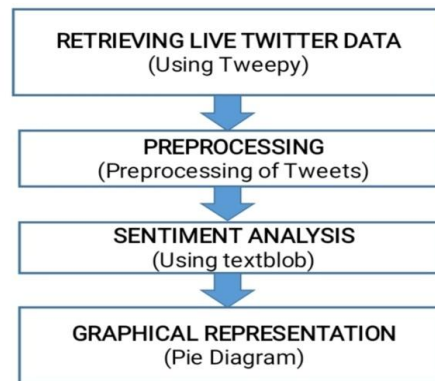 RETRIEVING LIVE TWITTER DATA
(Using Tweepy)
PREPROCESSING
(Preprocessing of Tweets)
SENTIMENT ANALYSIS
(Using textblob)
GRAPHICAL REPRESENTATION
(Pie Diagram)